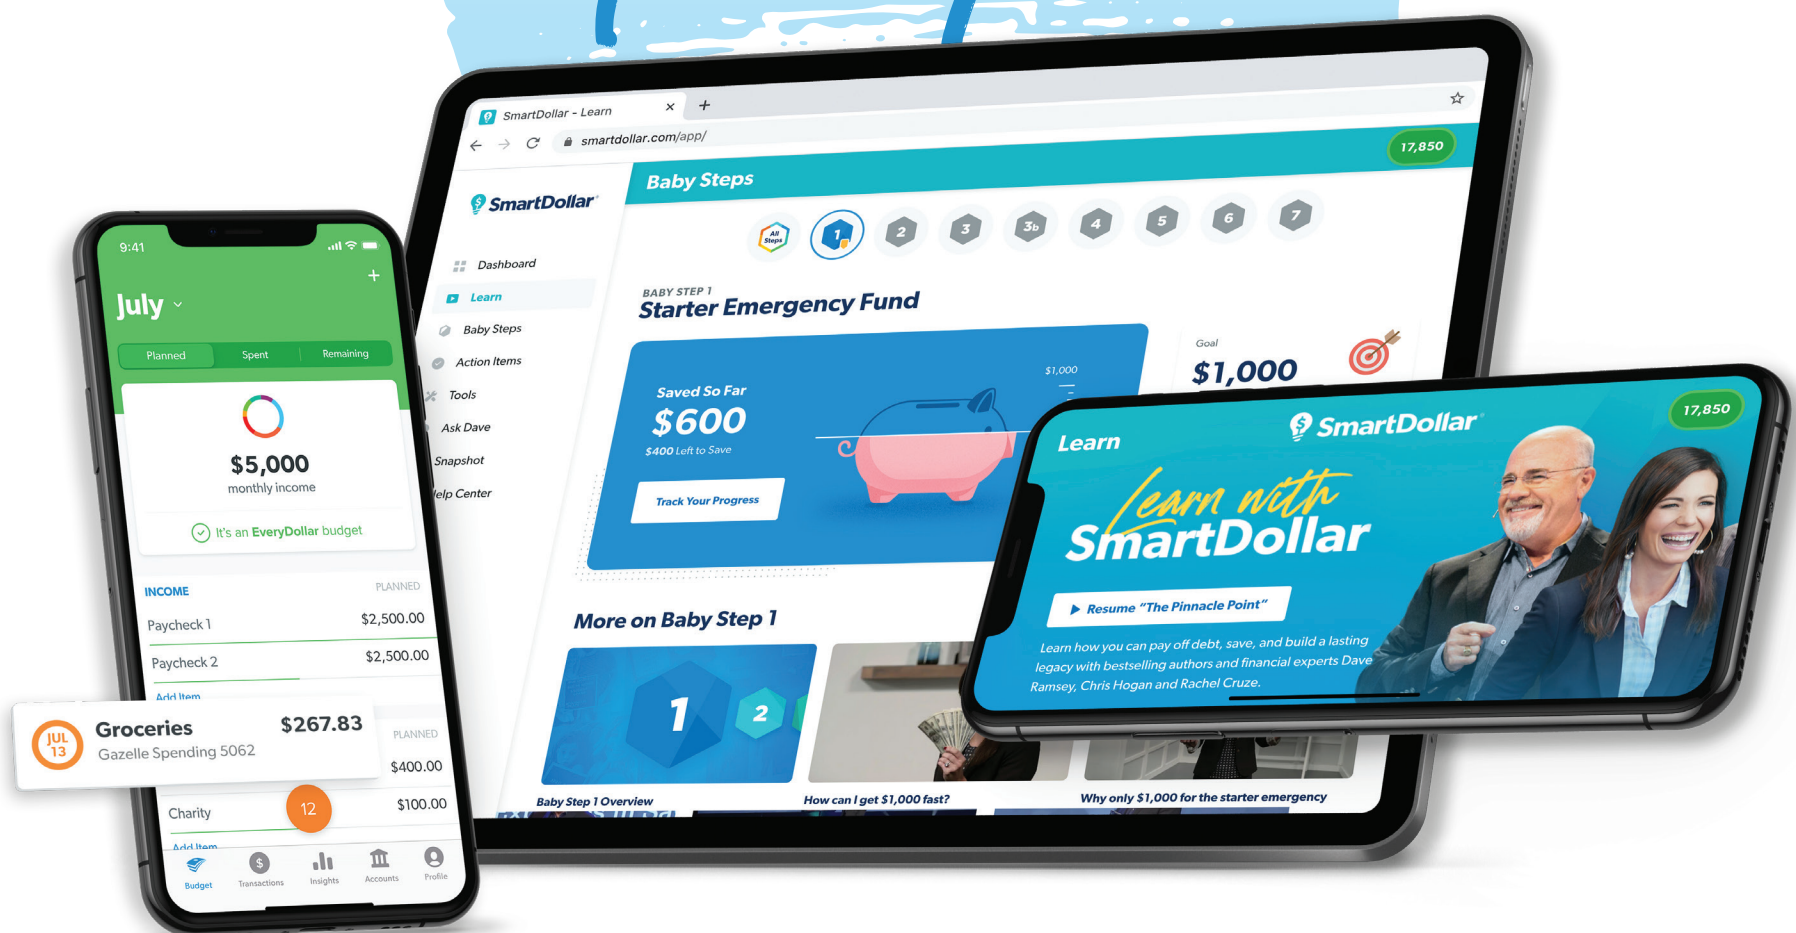 9:41
+
July
Planned Spent Remaining
$5,000
monthly income
It's an EveryDollar budget
INCOME PLANNED
Paycheck 1 $2,500.00
Paycheck 2 $2,500.00
Add Item
JUL 13
Groceries $267.83
Gazelle Spending 5062
PLANNED
$400.00
Charity $100.00
12
Add Item
Budget Transactions Insights Accounts Profile
SmartDollar - Learn × +
smartdollar.com/app/
SmartDollar
Dashboard
Learn
Baby Steps
Action Items
Tools
Ask Dave
Snapshot
elp Center
Baby Steps 17,850
All Steps 1 2 3 3b 4 5 6 7
BABY STEP 1
Starter Emergency Fund
Saved So Far
$600
$400 Left to Save
Track Your Progress
$1,000
Goal
$1,000
More on Baby Step 1
1 2
Baby Step 1 Overview
How can I get $1,000 fast?
Why only $1,000 for the starter emergency
Learn
SmartDollar
17,850
Learn with
SmartDollar
Resume "The Pinnacle Point"
Learn how you can pay off debt, save, and build a lasting
legacy with bestselling authors and financial experts Dave
Ramsey, Chris Hogan and Rachel Cruze.